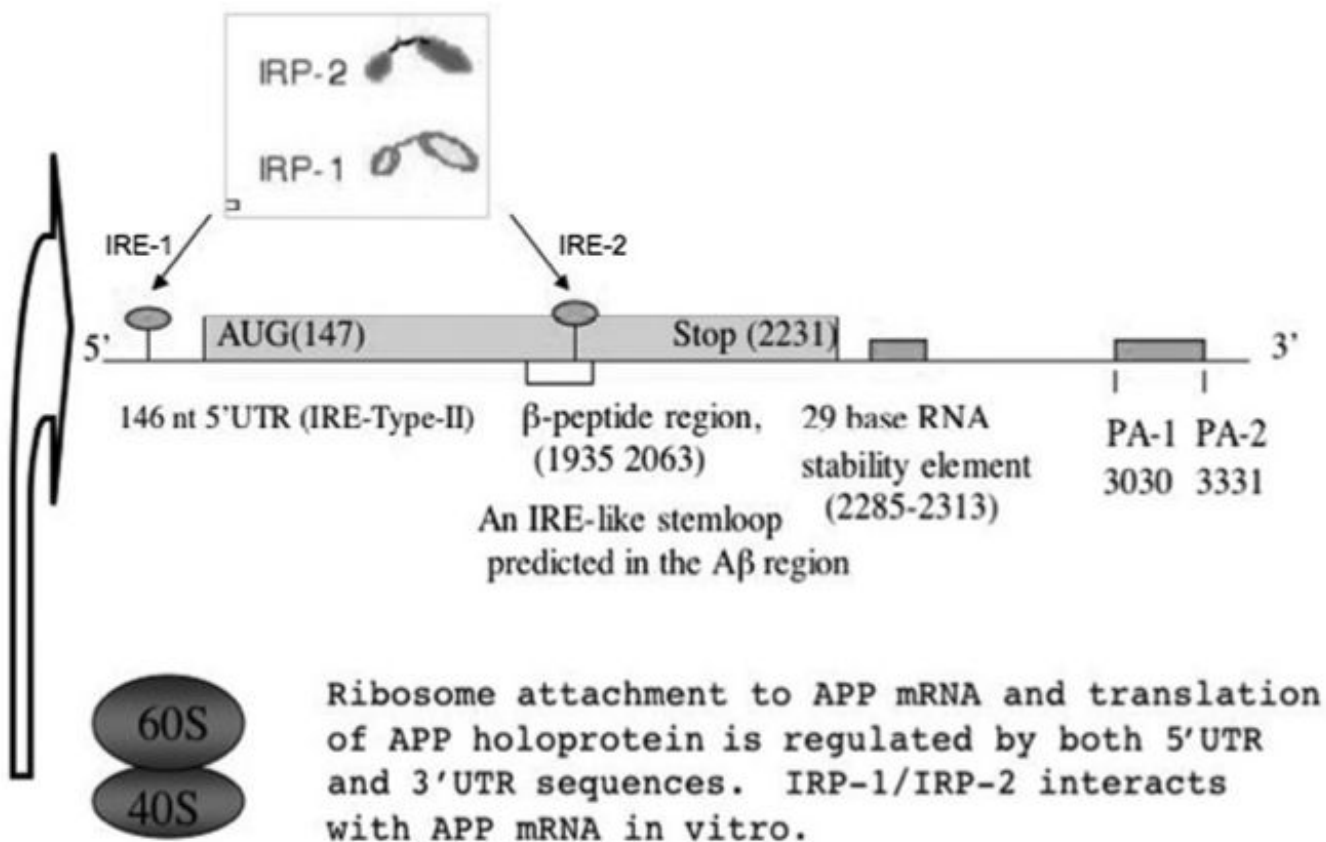 IRP-2
IRP-1
IRE-1
IRE-2
5'
AUG(147)
Stop (2231)
3'
146 nt 5'UTR (IRE-Type-II)
β-peptide region,
(1935 2063)
An IRE-like stemloop
predicted in the Aβ region
29 base RNA
stability element
(2285-2313)
PA-1 PA-2
3030 3331
60S
40S
Ribosome attachment to APP mRNA and translation
of APP holoprotein is regulated by both 5'UTR
and 3'UTR sequences. IRP-1/IRP-2 interacts
with APP mRNA in vitro.